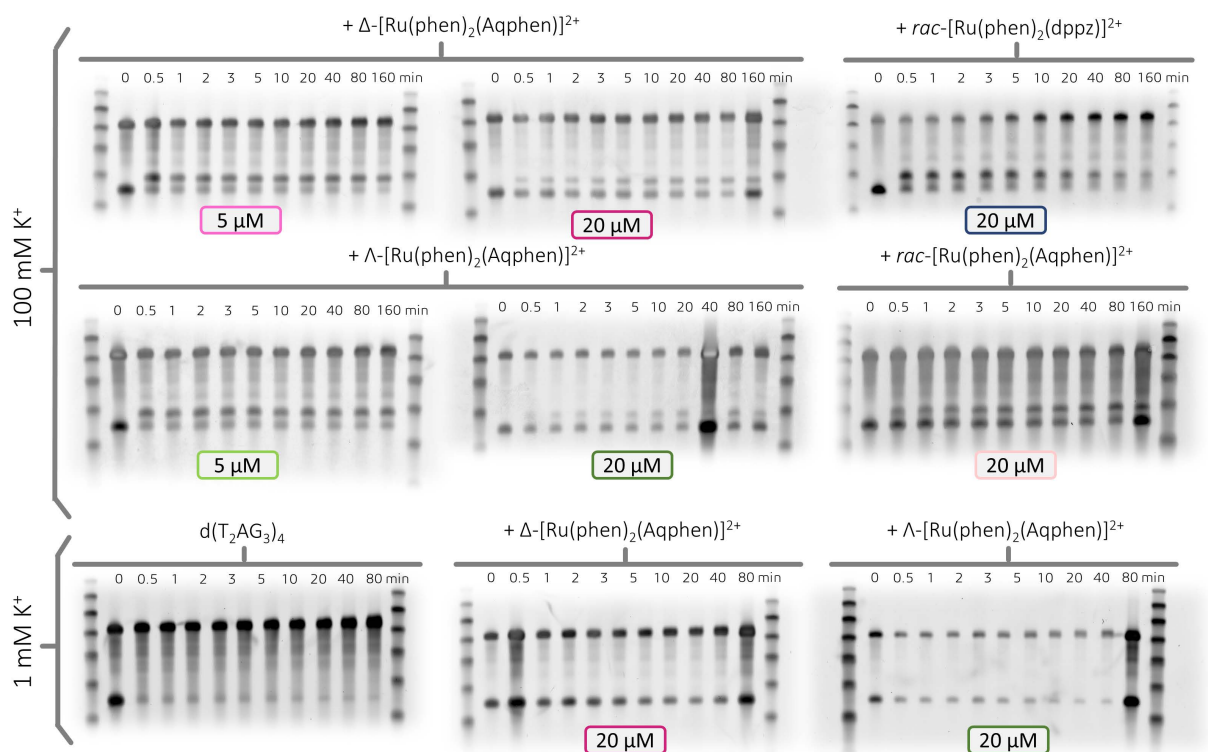 + Δ-[Ru(phen)₂(Aqphen)]²⁺
+ rac-[Ru(phen)₂(dppz)]²⁺
0 0.5 1 2 3 5 10 20 40 80 160 min
0 0.5 1 2 3 5 10 20 40 80 160 min
0 0.5 1 2 3 5 10 20 40 80 160 min
5 μM
20 μM
20 μM
100 mM K⁺
+ Λ-[Ru(phen)₂(Aqphen)]²⁺
+ rac-[Ru(phen)₂(Aqphen)]²⁺
0 0.5 1 2 3 5 10 20 40 80 160 min
0 0.5 1 2 3 5 10 20 40 80 160 min
0 0.5 1 2 3 5 10 20 40 80 160 min
5 μM
20 μM
20 μM
d(T₂AG₃)₄
+ Δ-[Ru(phen)₂(Aqphen)]²⁺
+ Λ-[Ru(phen)₂(Aqphen)]²⁺
0 0.5 1 2 3 5 10 20 40 80 min
0 0.5 1 2 3 5 10 20 40 80 min
0 0.5 1 2 3 5 10 20 40 80 min
1 mM K⁺
20 μM
20 μM